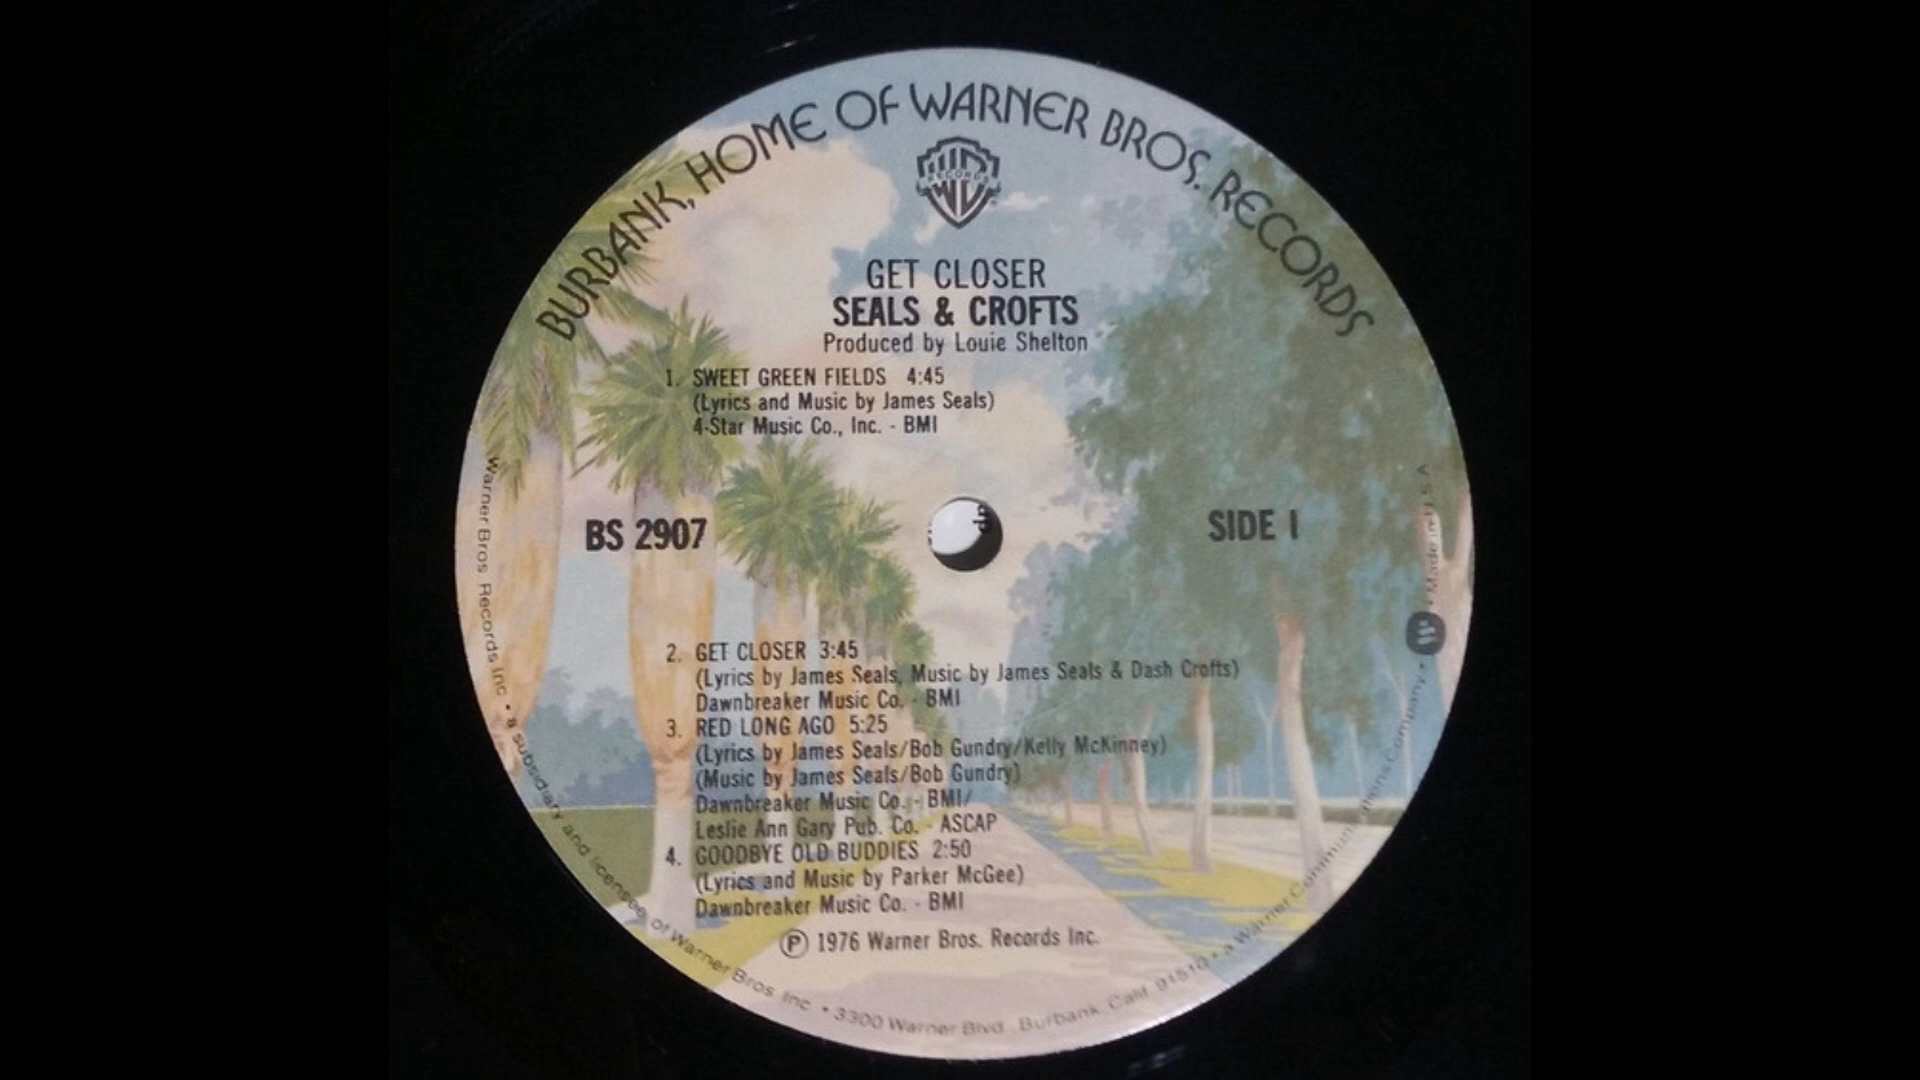 BURBANK, HOME OF WARNER BROS. RECORDS
RECORDS
GET CLOSER
SEALS & CROFTS
Produced by Louie Shelton
1. SWEET GREEN FIELDS 4:45
(Lyrics and Music by James Seals)
4-Star Music Co., Inc. - BMI
BS 2907
SIDE 1
2. GET CLOSER 3:45
(Lyrics by James Seals, Music by James Seals & Dash Crofts)
Dawnbreaker Music Co. - BMI
3. RED LONG AGO 5:25
(Lyrics by James Seals/Bob Gundry/Kelly McKinney)
(Music by James Seals/Bob Gundry)
Dawnbreaker Music Co. - BMI/
Leslie Ann Gary Pub. Co. - ASCAP
4. GOODBYE OLD BUDDIES 2:50
(Lyrics and Music by Parker McGee)
Dawnbreaker Music Co. - BMI
Ⓟ 1976 Warner Bros. Records Inc.
Warner Bros. Records Inc. • a subsidiary and licensee of Warner Bros. Inc. • 3300 Warner Blvd., Burbank, Calif. 91510 • a Warner Communications Company • Made in U.S.A.